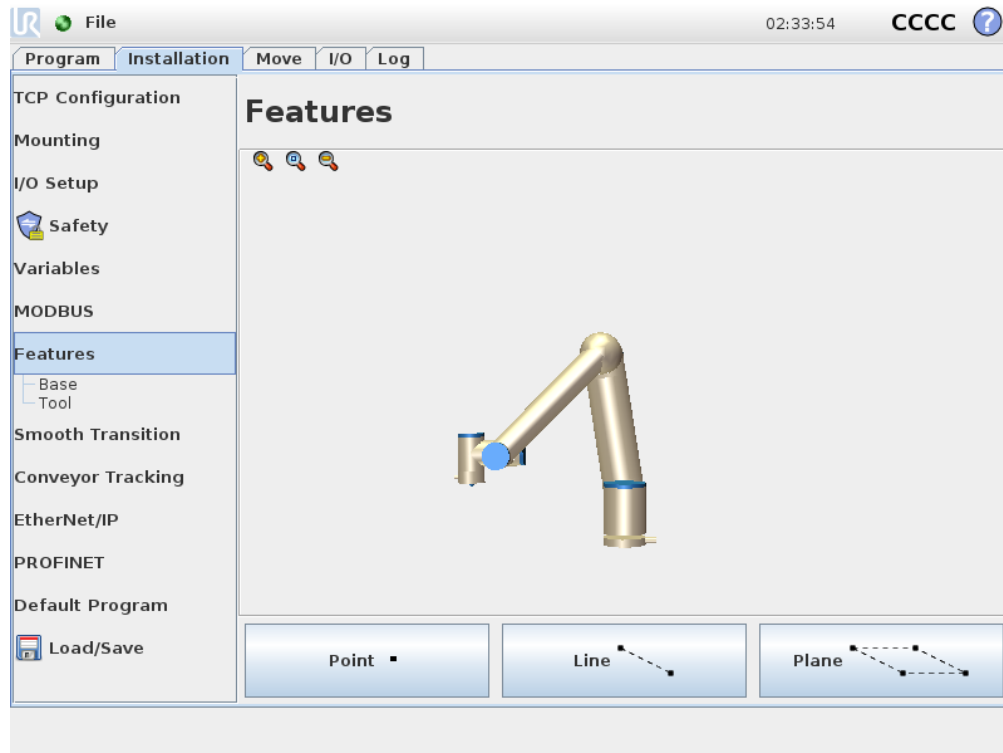 UR File 02:33:54 CCCC ?
Program Installation Move I/O Log
TCP Configuration
Mounting
I/O Setup
Safety
Variables
MODBUS
Features
Base
Tool
Smooth Transition
Conveyor Tracking
EtherNet/IP
PROFINET
Default Program
Load/Save
Features
Point
Line
Plane